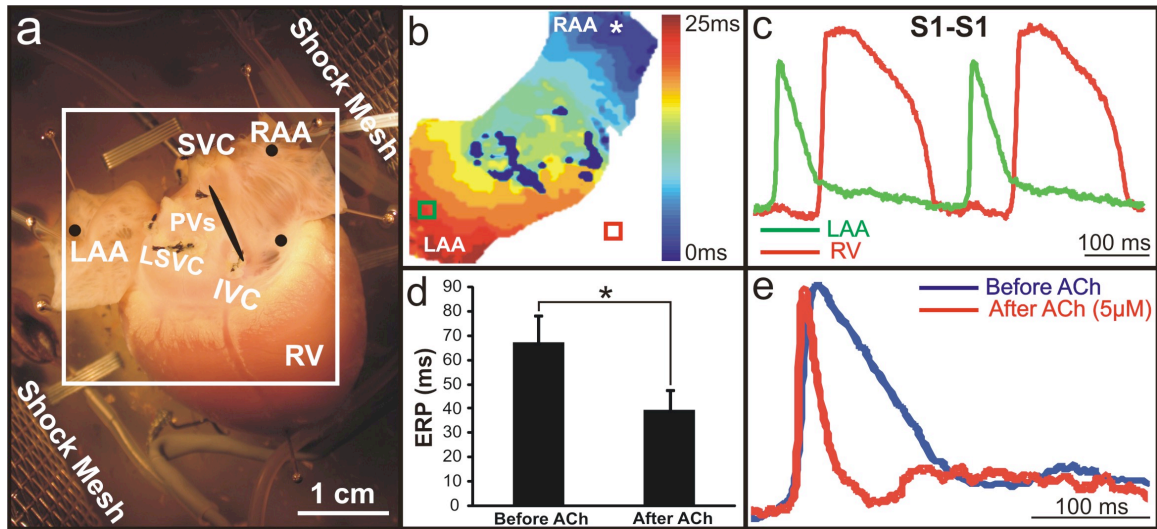 a
Shock Mesh
RAA
SVC
PVs
LAA
LSVC
IVC
RV
Shock Mesh
1 cm
b
RAA *
25ms
LAA
0ms
c
S1-S1
LAA
RV
100 ms
d
*
ERP (ms)
90
80
70
60
50
40
30
20
10
0
Before ACh
After ACh
e
Before ACh
After ACh (5µM)
100 ms